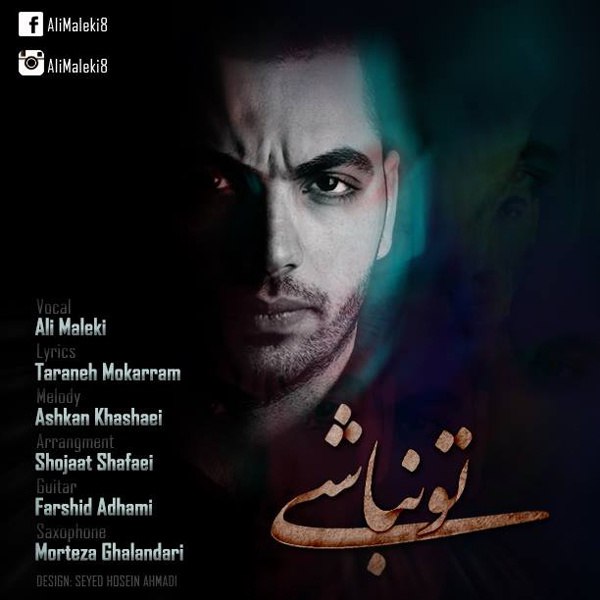 AliMaleki8
AliMaleki8
Vocal
Ali Maleki
Lyrics
Taraneh Mokarram
Melody
Ashkan Khashaei
Arrangment
Shojaat Shafaei
Guitar
Farshid Adhami
Saxophone
Morteza Ghalandari
DESIGN: SEYED HOSEIN AHMADI
تو نباشی